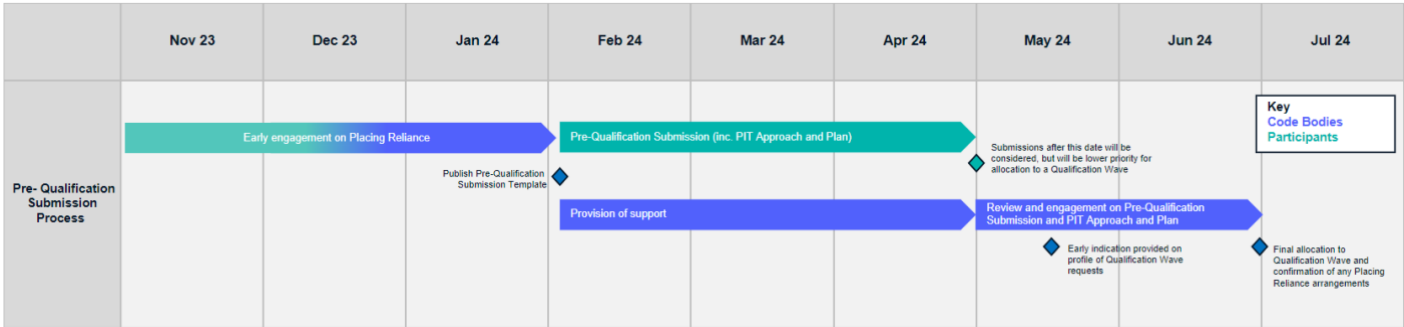 Nov 23
Dec 23
Jan 24
Feb 24
Mar 24
Apr 24
May 24
Jun 24
Jul 24
Pre- Qualification
Submission
Process
Early engagement on Placing Reliance
Pre-Qualification Submission (inc. PIT Approach and Plan)
Key
Code Bodies
Participants
Submissions after this date will be
considered, but will be lower priority for
allocation to a Qualification Wave
Publish Pre-Qualification
Submission Template
Provision of support
Review and engagement on Pre-Qualification
Submission and PIT Approach and Plan
Early indication provided on
profile of Qualification Wave
requests
Final allocation to
Qualification Wave and
confirmation of any Placing
Reliance arrangements